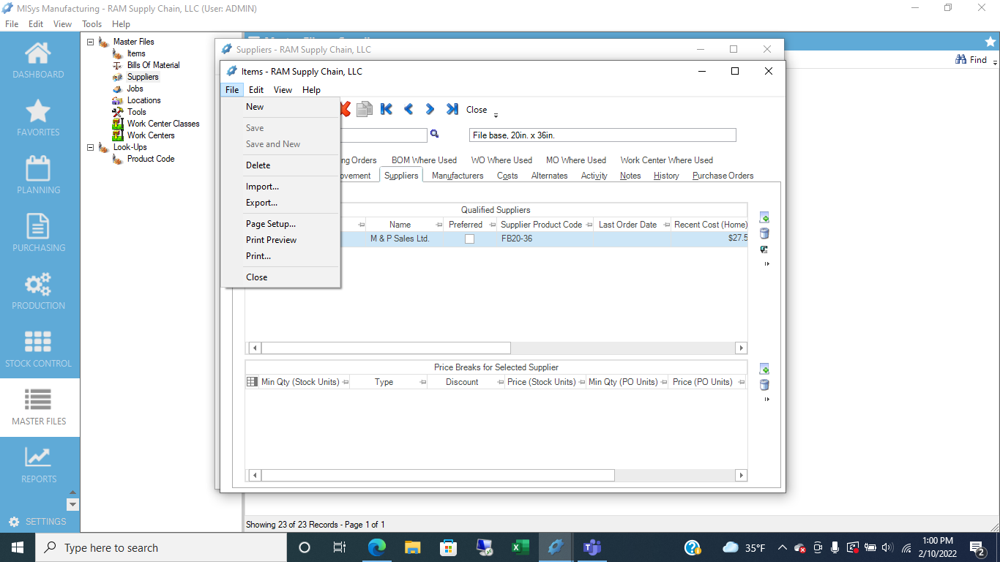 MISys Manufacturing - RAM Supply Chain, LLC (User: ADMIN)
File Edit View Tools Help
DASHBOARD
FAVORITES
PLANNING
PURCHASING
PRODUCTION
STOCK CONTROL
MASTER FILES
REPORTS
SETTINGS
Master Files
Items
Bills Of Material
Suppliers
Jobs
Locations
Tools
Work Center Classes
Work Centers
Look-Ups
Product Code
Find
Suppliers - RAM Supply Chain, LLC
Items - RAM Supply Chain, LLC
File Edit View Help
New
Save
Save and New
Delete
Import...
Export...
Page Setup...
Print Preview
Print...
Close
Close
File base, 20in. x 36in.
ng Orders BOM Where Used WO Where Used MO Where Used Work Center Where Used
ovement Suppliers Manufacturers Costs Alternates Activity Notes History Purchase Orders
Qualified Suppliers
Name Preferred Supplier Product Code Last Order Date Recent Cost (Home)
M & P Sales Ltd. FB20-36 $27.5
Price Breaks for Selected Supplier
Min Qty (Stock Units) Type Discount Price (Stock Units) Min Qty (PO Units) Price (PO Units)
Showing 23 of 23 Records - Page 1 of 1
Type here to search
35°F
1:00 PM
2/10/2022
2